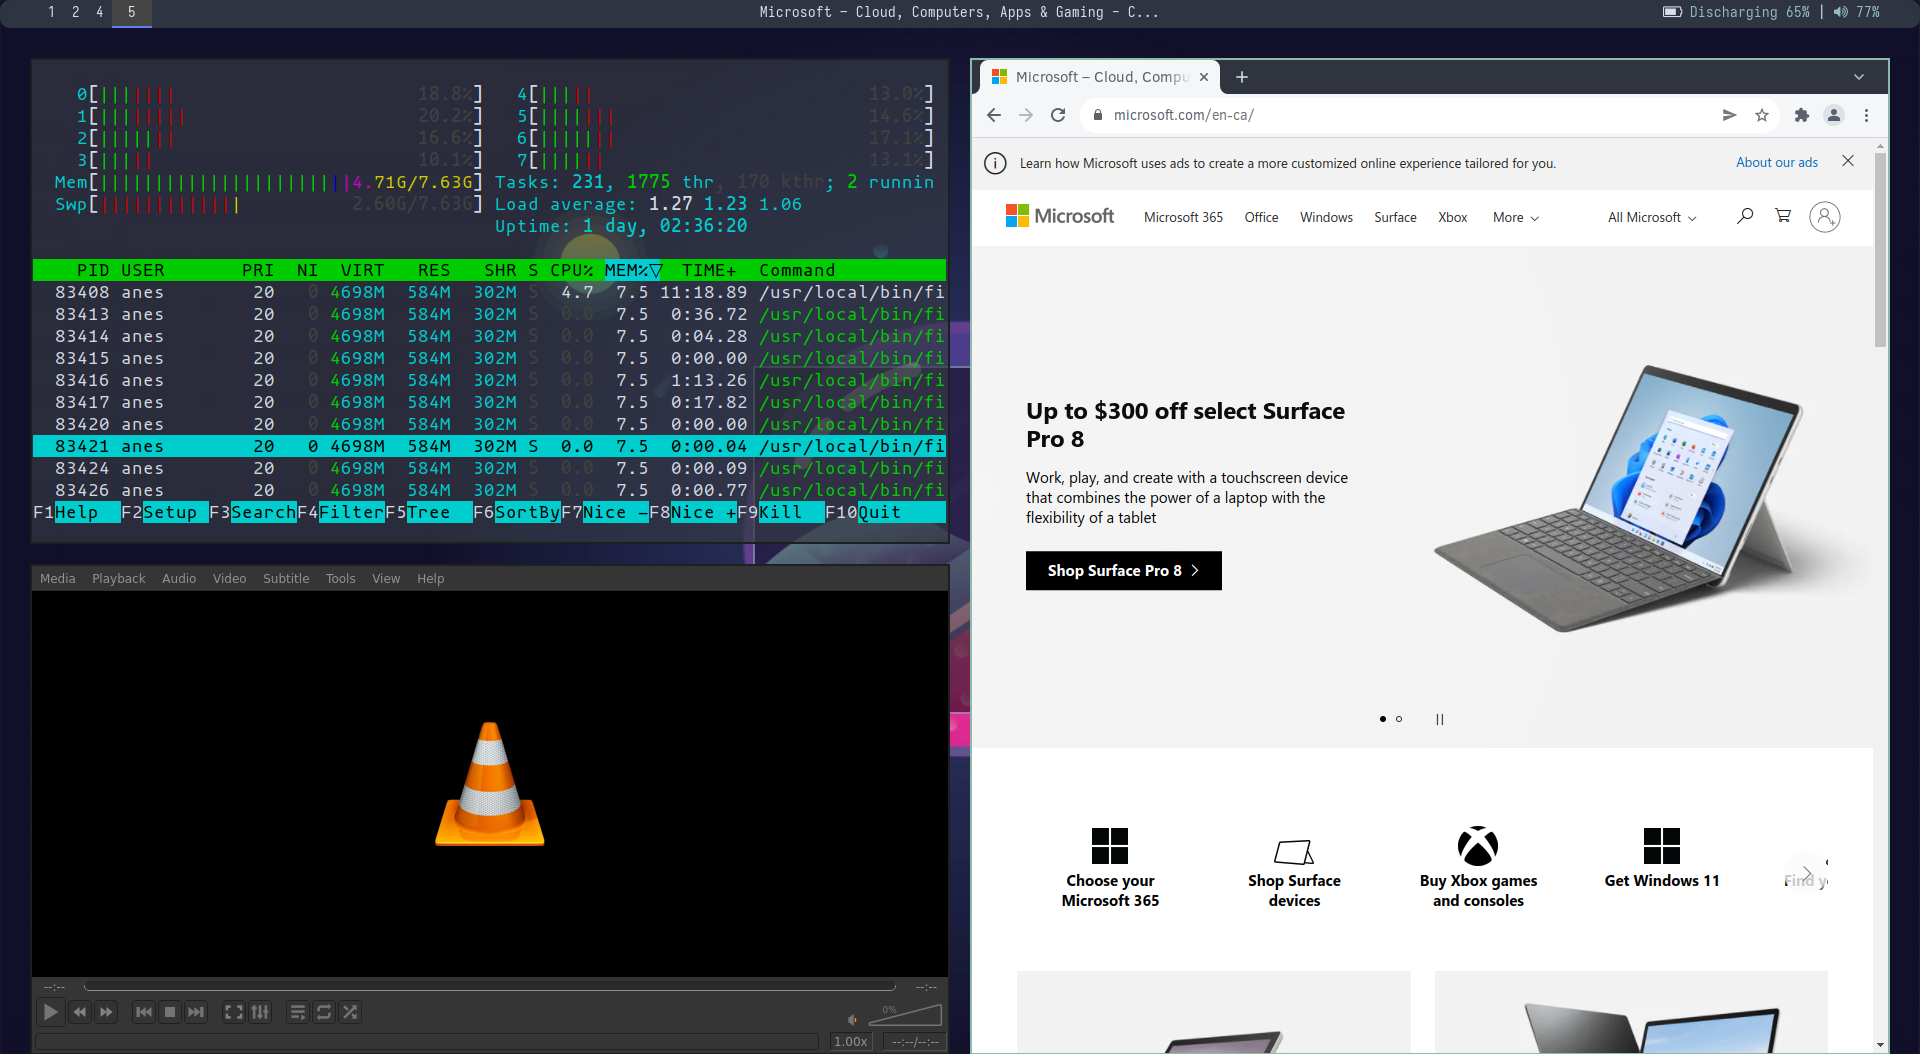 1 2 4 5
Microsoft – Cloud, Computers, Apps & Gaming - C...
Discharging 65% | 77%
0[||||||| 18.8%] 4[||||| 13.0%]
1[|||||||| 20.2%] 5[||||||| 14.6%]
2[||||||| 16.6%] 6[||||||| 17.1%]
3[||||| 10.1%] 7[|||||| 13.1%]
Mem[|||||||||||||||||||||||4.71G/7.63G] Tasks: 231, 1775 thr, 170 kthr; 2 runnin
Swp[||||||||||||| 2.60G/7.63G] Load average: 1.27 1.23 1.06
Uptime: 1 day, 02:36:20
PID USER PRI NI VIRT RES SHR S CPU% MEM%▽ TIME+ Command
83408 anes 20 0 4698M 584M 302M S 4.7 7.5 11:18.89 /usr/local/bin/fi
83413 anes 20 0 4698M 584M 302M S 0.0 7.5 0:36.72 /usr/local/bin/fi
83414 anes 20 0 4698M 584M 302M S 0.0 7.5 0:04.28 /usr/local/bin/fi
83415 anes 20 0 4698M 584M 302M S 0.0 7.5 0:00.00 /usr/local/bin/fi
83416 anes 20 0 4698M 584M 302M S 0.0 7.5 1:13.26 /usr/local/bin/fi
83417 anes 20 0 4698M 584M 302M S 0.0 7.5 0:17.82 /usr/local/bin/fi
83420 anes 20 0 4698M 584M 302M S 0.0 7.5 0:00.00 /usr/local/bin/fi
83421 anes 20 0 4698M 584M 302M S 0.0 7.5 0:00.04 /usr/local/bin/fi
83424 anes 20 0 4698M 584M 302M S 0.0 7.5 0:00.09 /usr/local/bin/fi
83426 anes 20 0 4698M 584M 302M S 0.0 7.5 0:00.77 /usr/local/bin/fi
F1Help F2Setup F3SearchF4FilterF5Tree F6SortByF7Nice -F8Nice +F9Kill F10Quit
Media Playback Audio Video Subtitle Tools View Help
--:-- --:--
0%
1.00x --:--/--:--
Microsoft – Cloud, Compu
microsoft.com/en-ca/
Learn how Microsoft uses ads to create a more customized online experience tailored for you. About our ads
Microsoft Microsoft 365 Office Windows Surface Xbox More All Microsoft
Up to $300 off select Surface
Pro 8
Work, play, and create with a touchscreen device
that combines the power of a laptop with the
flexibility of a tablet
Shop Surface Pro 8
Choose your
Microsoft 365
Shop Surface
devices
Buy Xbox games
and consoles
Get Windows 11
Find y